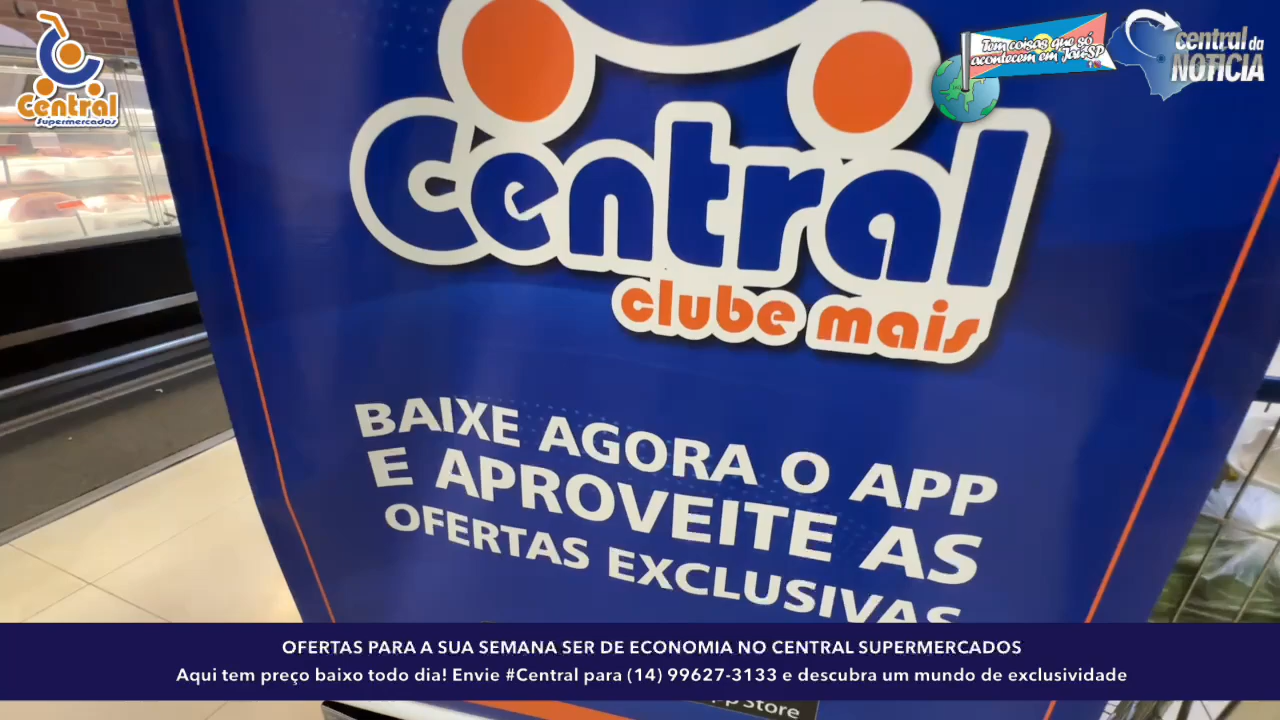 Central
Supermercados
Tem coisas que só
acontecem em Jaú-SP
central da
NOTÍCIA
Central
clube mais
BAIXE AGORA O APP
E APROVEITE AS
OFERTAS EXCLUSIVAS
OFERTAS PARA A SUA SEMANA SER DE ECONOMIA NO CENTRAL SUPERMERCADOS
Aqui tem preço baixo todo dia! Envie #Central para (14) 99627-3133 e descubra um mundo de exclusividade
Store